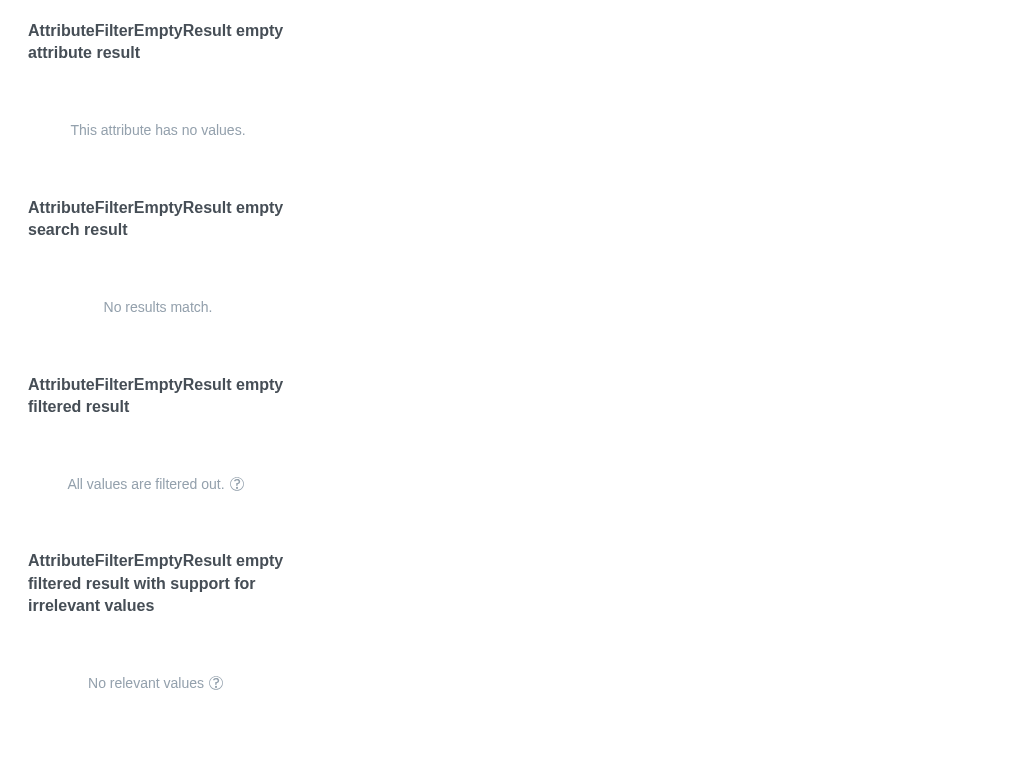 AttributeFilterEmptyResult empty
attribute result
This attribute has no values.
AttributeFilterEmptyResult empty
search result
No results match.
AttributeFilterEmptyResult empty
filtered result
All values are filtered out. ?
AttributeFilterEmptyResult empty
filtered result with support for
irrelevant values
No relevant values ?